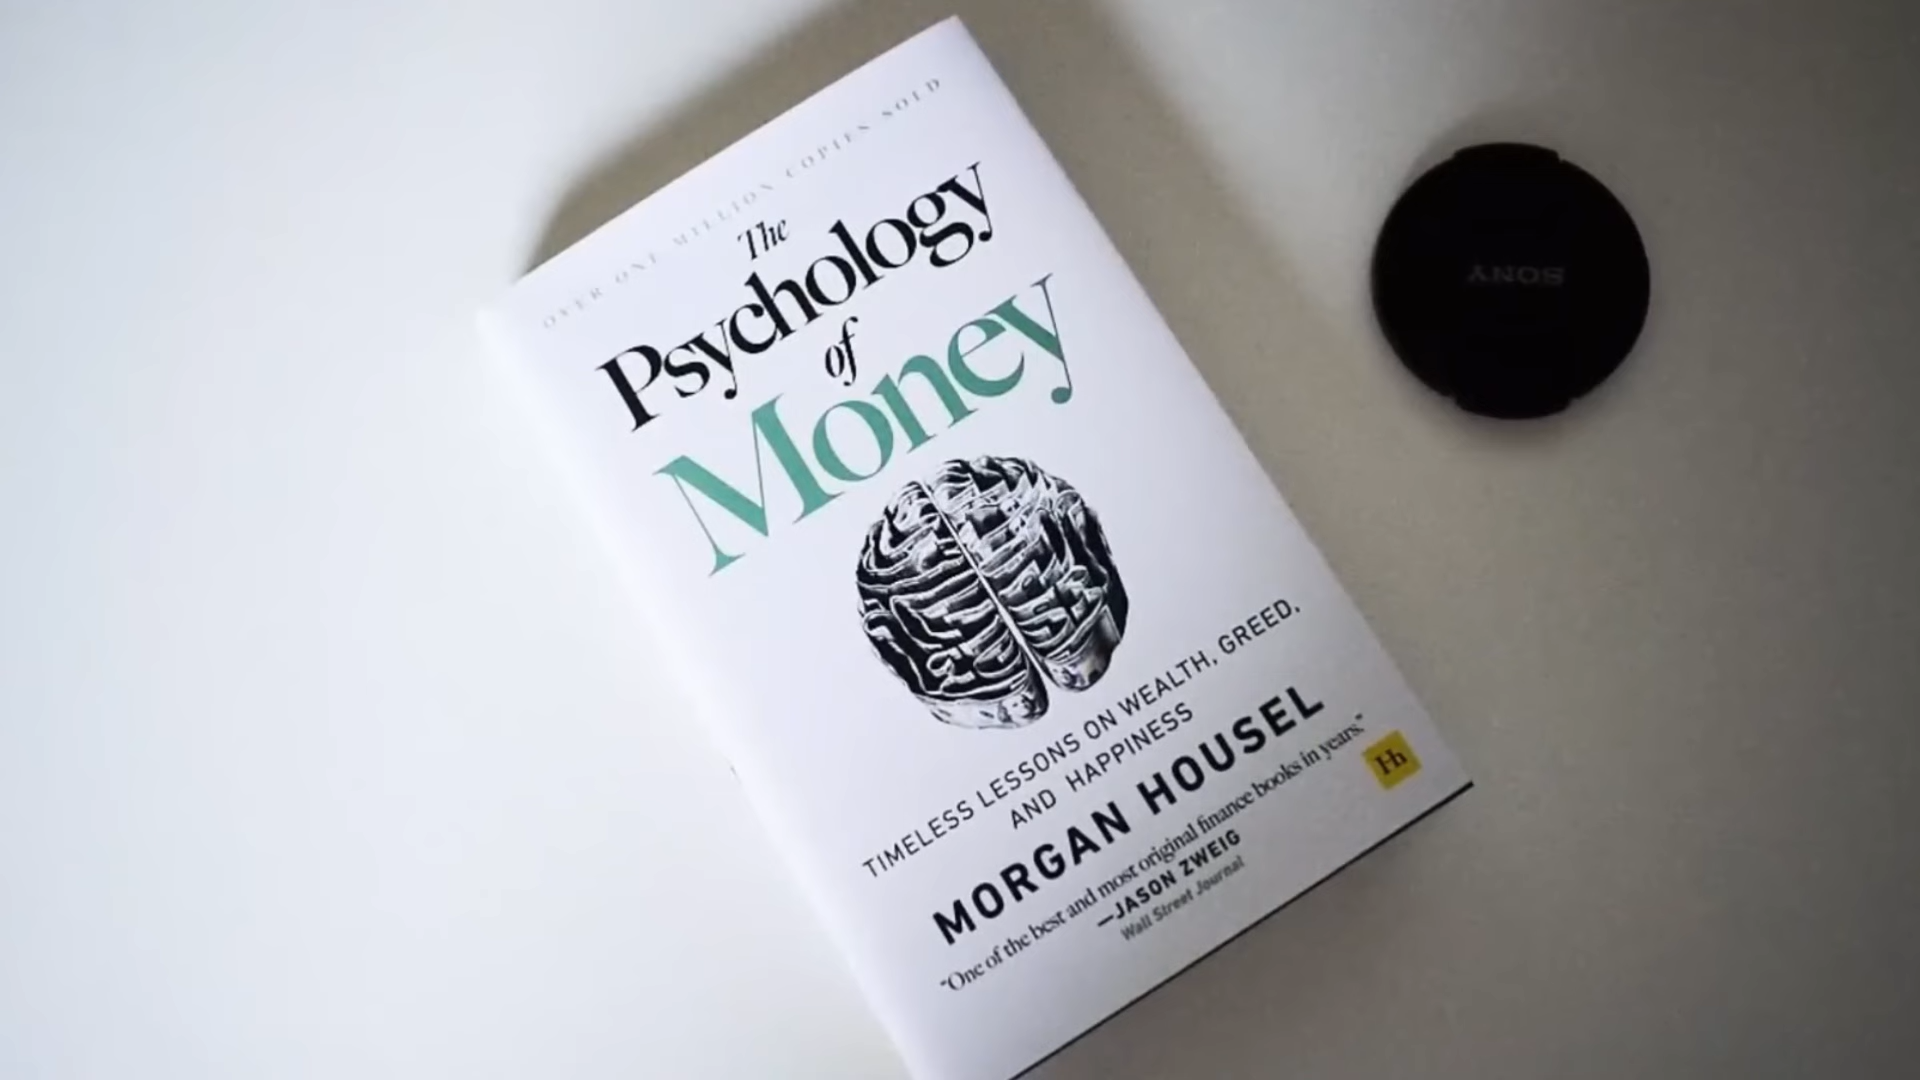 OVER ONE MILLION COPIES SOLD
The
Psychology
of
Money
TIMELESS LESSONS ON WEALTH, GREED,
AND HAPPINESS
MORGAN HOUSEL
"One of the best and most original finance books in years."
—JASON ZWEIG
Wall Street Journal
Hh
SONY